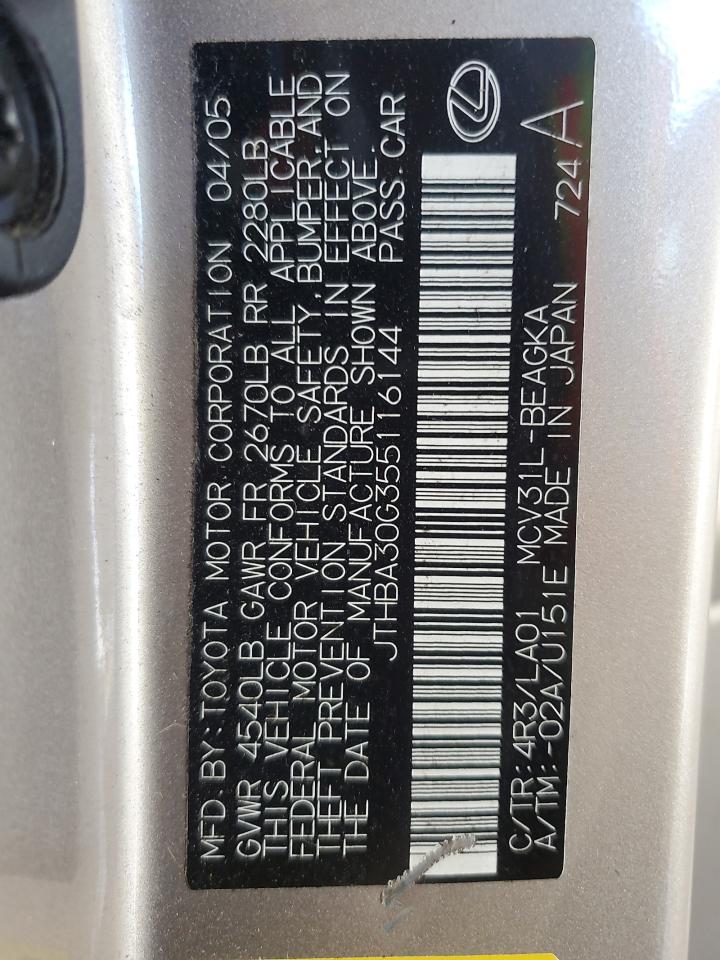 MFD.BY:TOYOTA MOTOR CORPORATION 04/05
GVWR 4540LB GAWR FR 2670LB RR 2280LB
THIS VEHICLE CONFORMS TO ALL APPLICABLE
FEDERAL MOTOR VEHICLE SAFETY, BUMPER, AND
THEFT PREVENTION STANDARDS IN EFFECT ON
THE DATE OF MANUFACTURE SHOWN ABOVE.
JTHBA30G355116144 PASS.CAR
C/TR:4R3/LA01 MCV31L-BEAGKA
A/TM:-02A/U151E MADE IN JAPAN 724 A